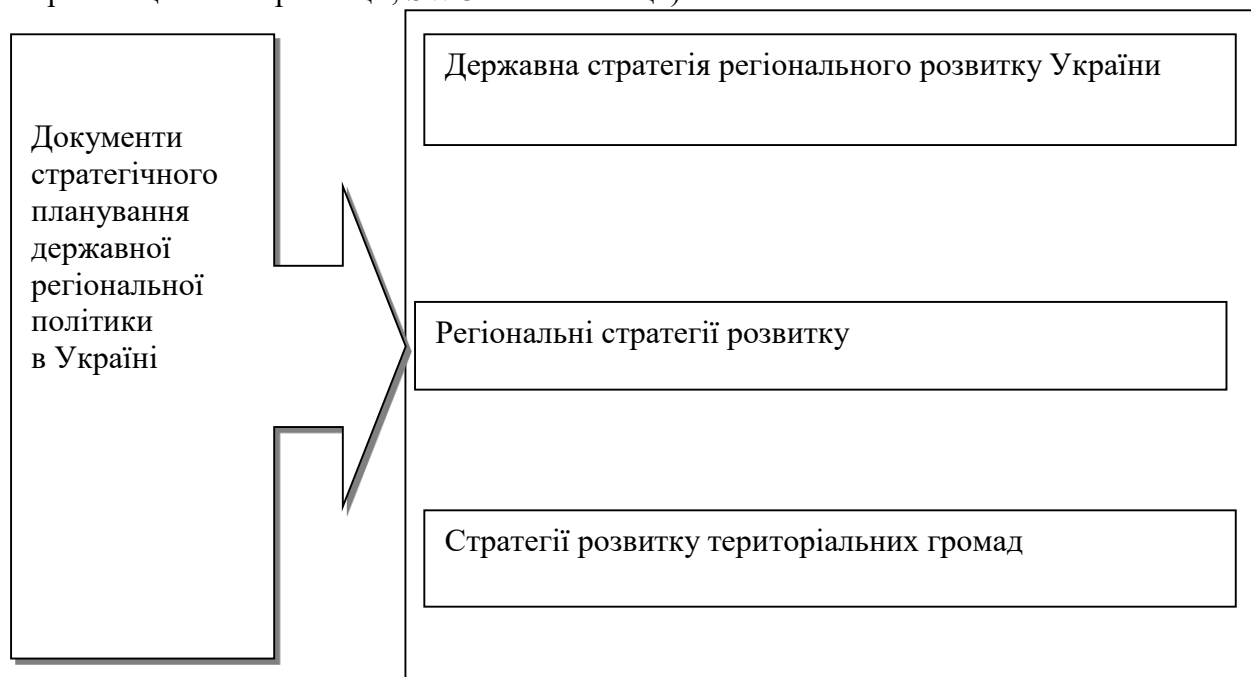 Державна стратегія регіонального розвитку України
Документи
стратегічного
планування
державної
регіональної
політики
в Україні
Регіональні стратегії розвитку
Стратегії розвитку територіальних громад